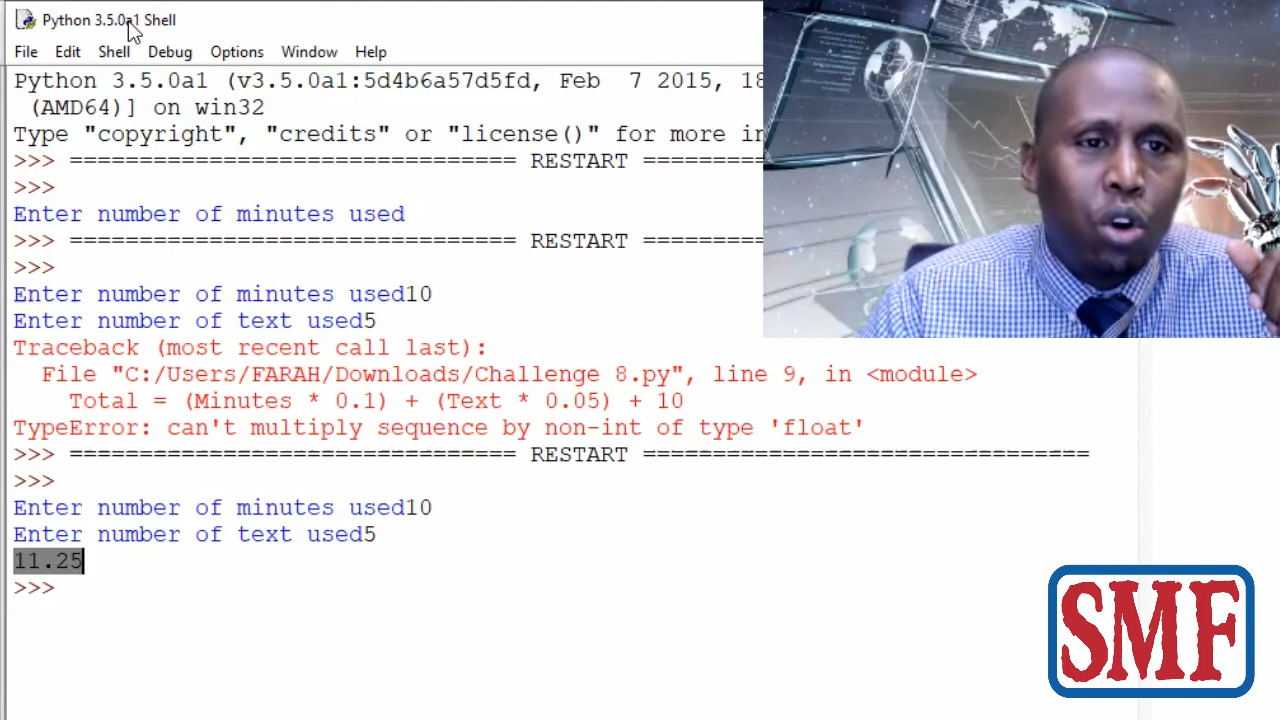 Python 3.5.0a1 Shell
File Edit Shell Debug Options Window Help
Python 3.5.0a1 (v3.5.0a1:5d4b6a57d5fd, Feb 7 2015, 18
(AMD64)] on win32
Type "copyright", "credits" or "license()" for more in
>>> ================================ RESTART =========
>>>
Enter number of minutes used
>>> ================================ RESTART =========
>>>
Enter number of minutes used10
Enter number of text used5
Traceback (most recent call last):
File "C:/Users/FARAH/Downloads/Challenge 8.py", line 9, in <module>
Total = (Minutes * 0.1) + (Text * 0.05) + 10
TypeError: can't multiply sequence by non-int of type 'float'
>>> ================================ RESTART ================================
>>>
Enter number of minutes used10
Enter number of text used5
11.25
>>>
SMF